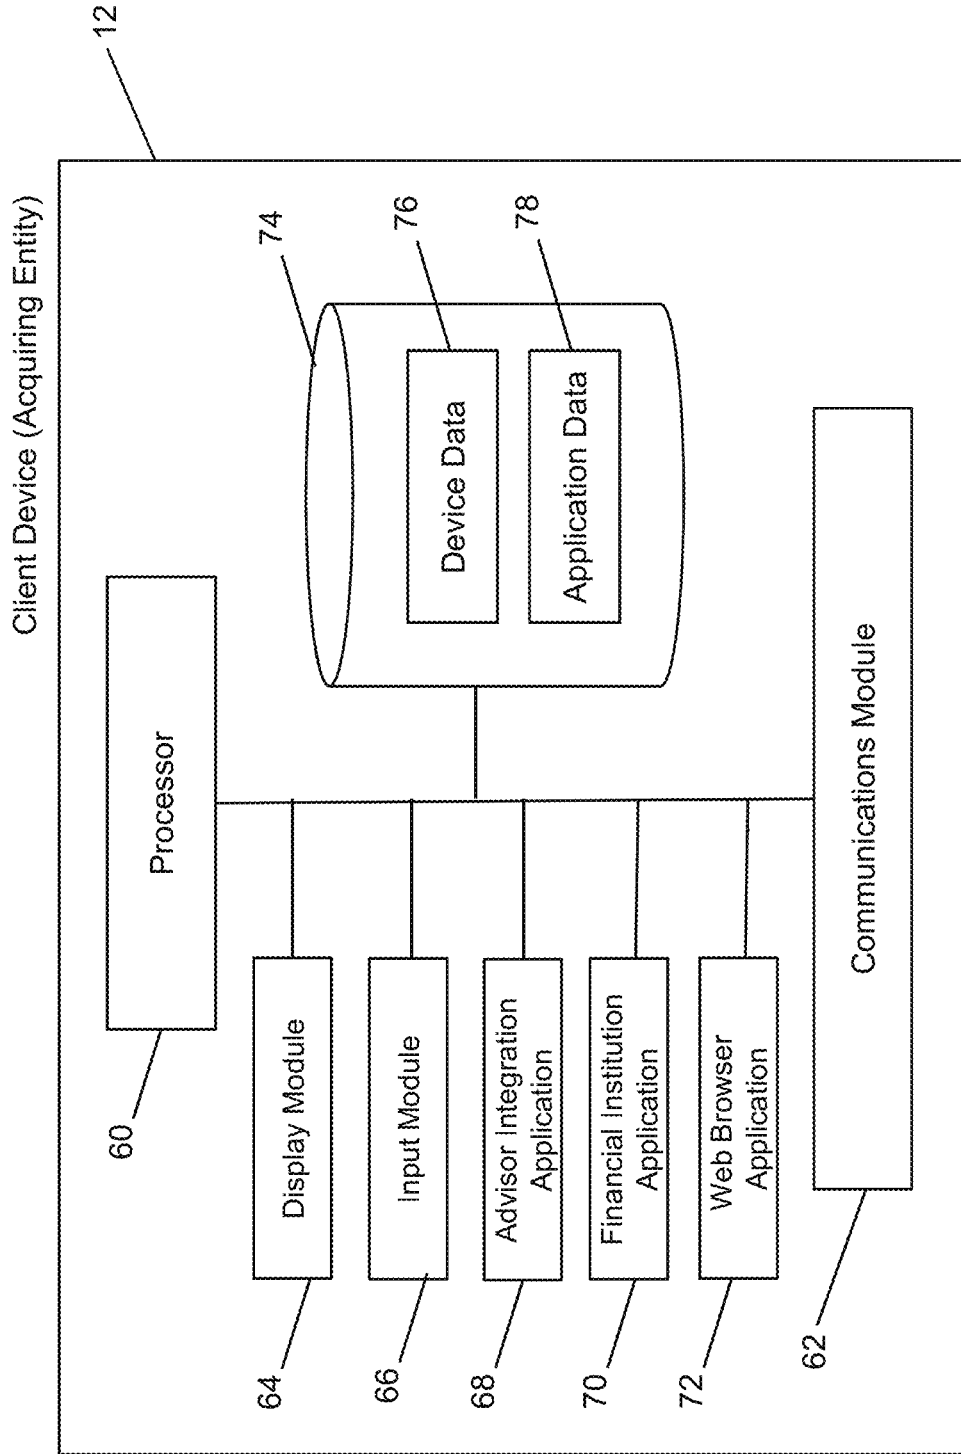 Client Device (Acquiring Entity)
12
Processor
60
74
Device Data
76
Application Data
78
64
Display Module
66
Input Module
68
Advisor Integration
Application
70
Financial Institution
Application
72
Web Browser
Application
62
Communications Module